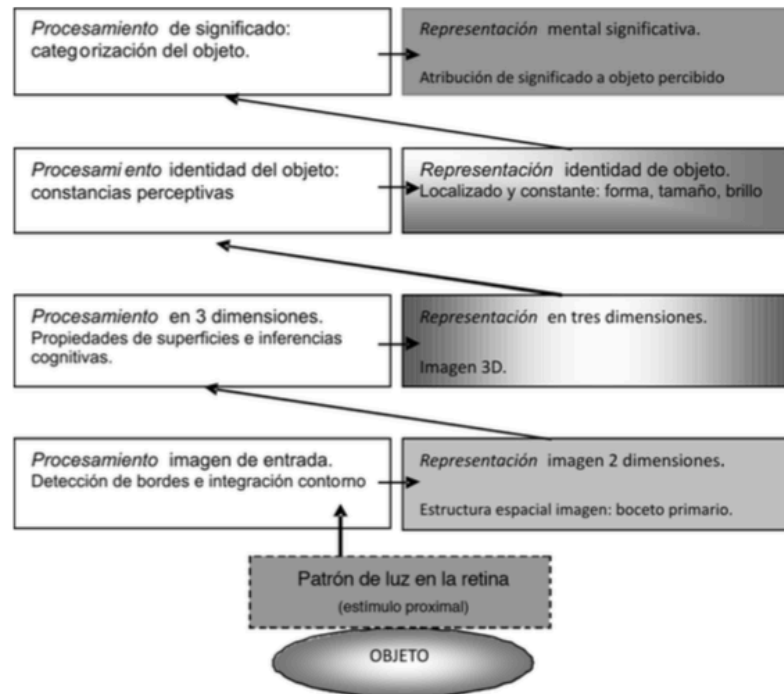 Procesamiento de significado:
categorización del objeto.
Representación mental significativa.
Atribución de significado a objeto percibido
Procesamiento identidad del objeto:
constancias perceptivas
Representación identidad de objeto.
Localizado y constante: forma, tamaño, brillo
Procesamiento en 3 dimensiones.
Propiedades de superficies e inferencias
cognitivas.
Representación en tres dimensiones.
Imagen 3D.
Procesamiento imagen de entrada.
Detección de bordes e integración contorno
Representación imagen 2 dimensiones.
Estructura espacial imagen: boceto primario.
Patrón de luz en la retina
(estímulo proximal)
OBJETO